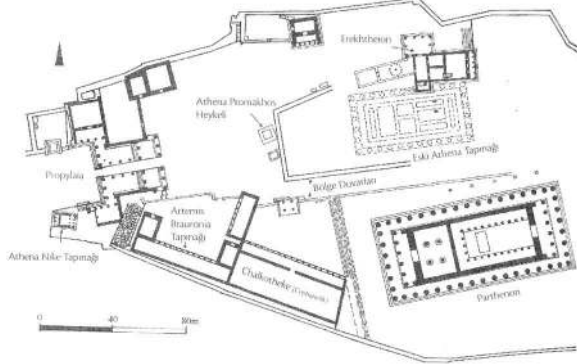 Erekhtheion
Athena Promakhos
Heykeli
Eski Athena Tapınağı
Propylaia
Bölge Duvarları
Artemis
Brauronia
Tapınağı
Athena Nike Tapınağı
Chalkotheke
Parthenon
0 40 80m